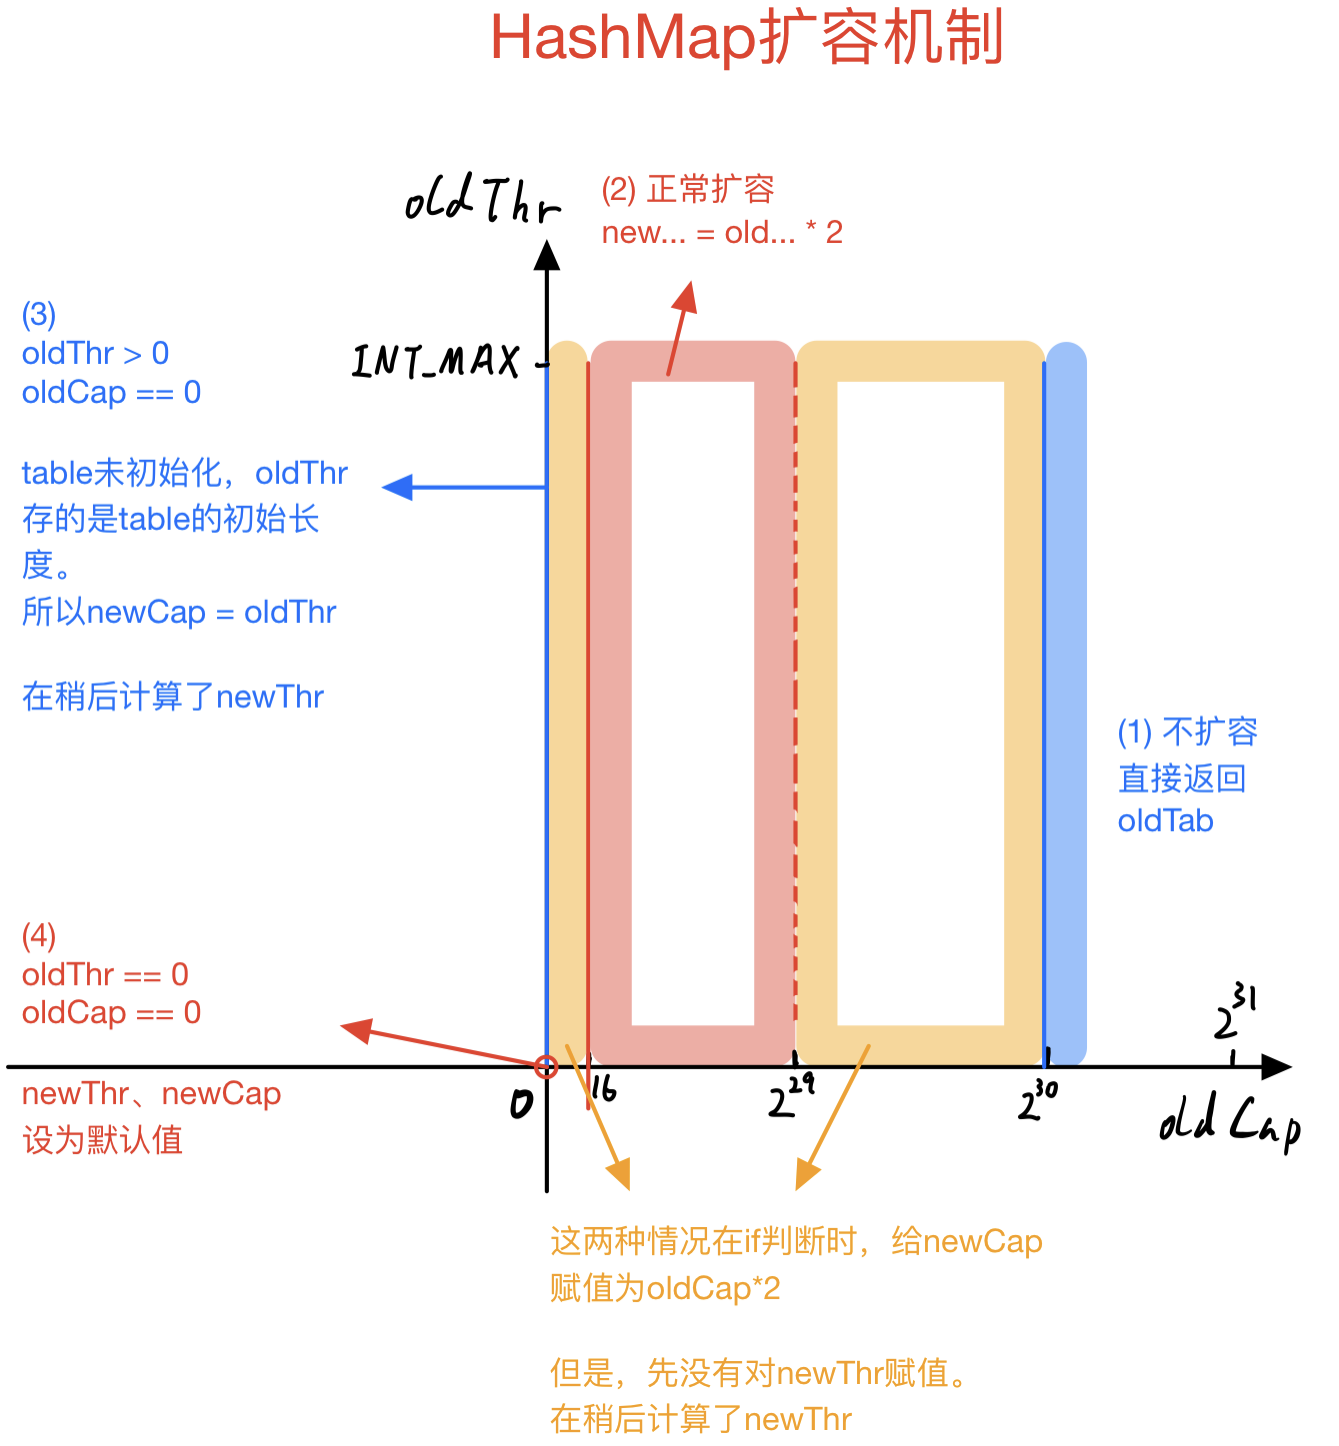 HashMap扩容机制
oldThr
(2) 正常扩容
new... = old... * 2
(3)
oldThr > 0
oldCap == 0
INT_MAX
table未初始化，oldThr
存的是table的初始长
度。
所以newCap = oldThr
在稍后计算了newThr
(1) 不扩容
直接返回
oldTab
(4)
oldThr == 0
oldCap == 0
newThr、newCap
设为默认值
0
16
2^29
2^30
2^31
oldCap
这两种情况在if判断时，给newCap
赋值为oldCap*2
但是，先没有对newThr赋值。
在稍后计算了newThr